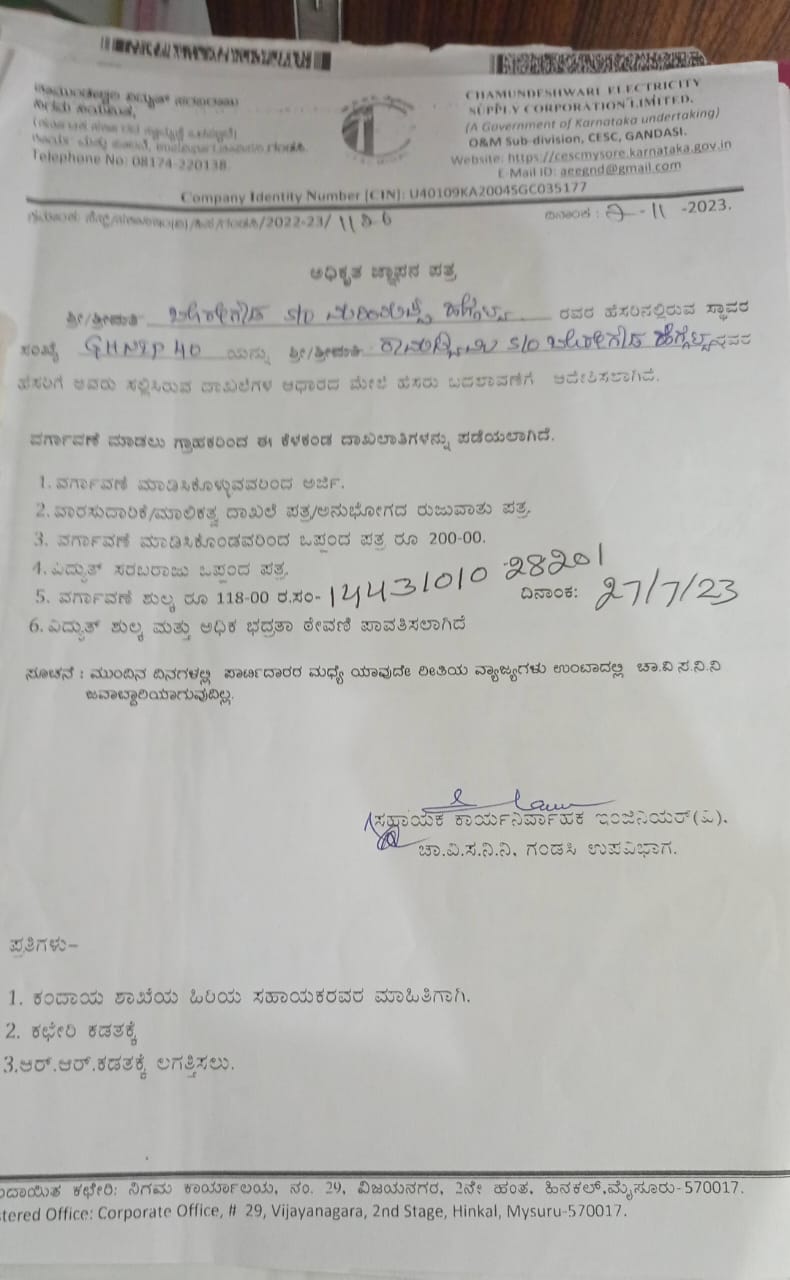 CHAMUNDESHWARI ELECTRICITY
SUPPLY CORPORATION LIMITED.
(A Government of Karnataka undertaking)
O&M Sub-division, CESC, GANDASI.
Website: https://cescmysore.karnataka.gov.in
E-Mail ID: aeegnd@gmail.com
Telephone No: 08174-220138
Company Identity Number [CIN]: U40109KA2004SGC035177
/2022-23/
ದಿನಾಂಕ : -11 -2023.
ಅಧಿಕೃತ ಜ್ಞಾಪನ ಪತ್ರ
ಶ್ರೀ/ಶ್ರೀಮತಿ S/O ರವರ ಹೆಸರಿನಲ್ಲಿರುವ ಸ್ಥಾವರ
ಸಂಖ್ಯೆ ಯನ್ನು ಶ್ರೀ/ಶ್ರೀಮತಿ S/O
ಹೆಸರಿಗೆ ಅವರು ಸಲ್ಲಿಸಿರುವ ದಾಖಲೆಗಳ ಆಧಾರದ ಮೇಲೆ ಹೆಸರು ಬದಲಾವಣೆಗೆ ಆದೇಶಿಸಲಾಗಿದೆ.
ವರ್ಗಾವಣೆ ಮಾಡಲು ಗ್ರಾಹಕರಿಂದ ಈ ಕೆಳಕಂಡ ದಾಖಲಾತಿಗಳನ್ನು ಪಡೆಯಲಾಗಿದೆ.
1. ವರ್ಗಾವಣೆ ಮಾಡಿಸಿಕೊಳ್ಳುವವರಿಂದ ಅರ್ಜಿ.
2. ವಾರಸುದಾರಿಕೆ/ಮಾಲಿಕತ್ವ ದಾಖಲೆ ಪತ್ರ/ಅನುಭೋಗದ ರುಜುವಾತು ಪತ್ರ.
3. ವರ್ಗಾವಣೆ ಮಾಡಿಸಿಕೊಂಡವರಿಂದ ಒಪ್ಪಂದ ಪತ್ರ ರೂ 200-00.
4. ವಿದ್ಯುತ್ ಸರಬರಾಜು ಒಪ್ಪಂದ ಪತ್ರ.
5. ವರ್ಗಾವಣೆ ಶುಲ್ಕ ರೂ 118-00 ರ.ಸಂ- 14431010 28201 ದಿನಾಂಕ: 27/7/23
6. ವಿದ್ಯುತ್ ಶುಲ್ಕ ಮತ್ತು ಅಧಿಕ ಭದ್ರತಾ ಠೇವಣಿ ಪಾವತಿಸಲಾಗಿದೆ
ಸೂಚನೆ : ಮುಂದಿನ ದಿನಗಳಲ್ಲಿ ಪಾರ್ಟಿದಾರರ ಮಧ್ಯೆ ಯಾವುದೇ ರೀತಿಯ ವ್ಯಾಜ್ಯಗಳು ಉಂಟಾದಲ್ಲಿ ಚಾ.ವಿ ಸ.ನಿ.ನಿ
ಜವಾಬ್ದಾರಿಯಾಗುವುದಿಲ್ಲ.
ಸಹಾಯಕ ಕಾರ್ಯನಿರ್ವಾಹಕ ಇಂಜಿನಿಯರ್(ವಿ).
ಚಾ.ವಿ.ಸ.ನಿ.ನಿ, ಗಂಡಸಿ ಉಪವಿಭಾಗ.
ಪ್ರತಿಗಳು-
1. ಕಂದಾಯ ಶಾಖೆಯ ಹಿರಿಯ ಸಹಾಯಕರವರ ಮಾಹಿತಿಗಾಗಿ.
2. ಕಛೇರಿ ಕಡತಕ್ಕೆ
3.ಆರ್.ಆರ್.ಕಡತಕ್ಕೆ ಲಗತ್ತಿಸಲು.
ಕಛೇರಿ: ನಿಗಮ ಕಾರ್ಯಾಲಯ, ನಂ. 29, ವಿಜಯನಗರ, 2ನೇ ಹಂತ, ಹಿನಕಲ್,ಮೈಸೂರು-570017.
stered Office: Corporate Office, # 29, Vijayanagara, 2nd Stage, Hinkal, Mysuru-570017.